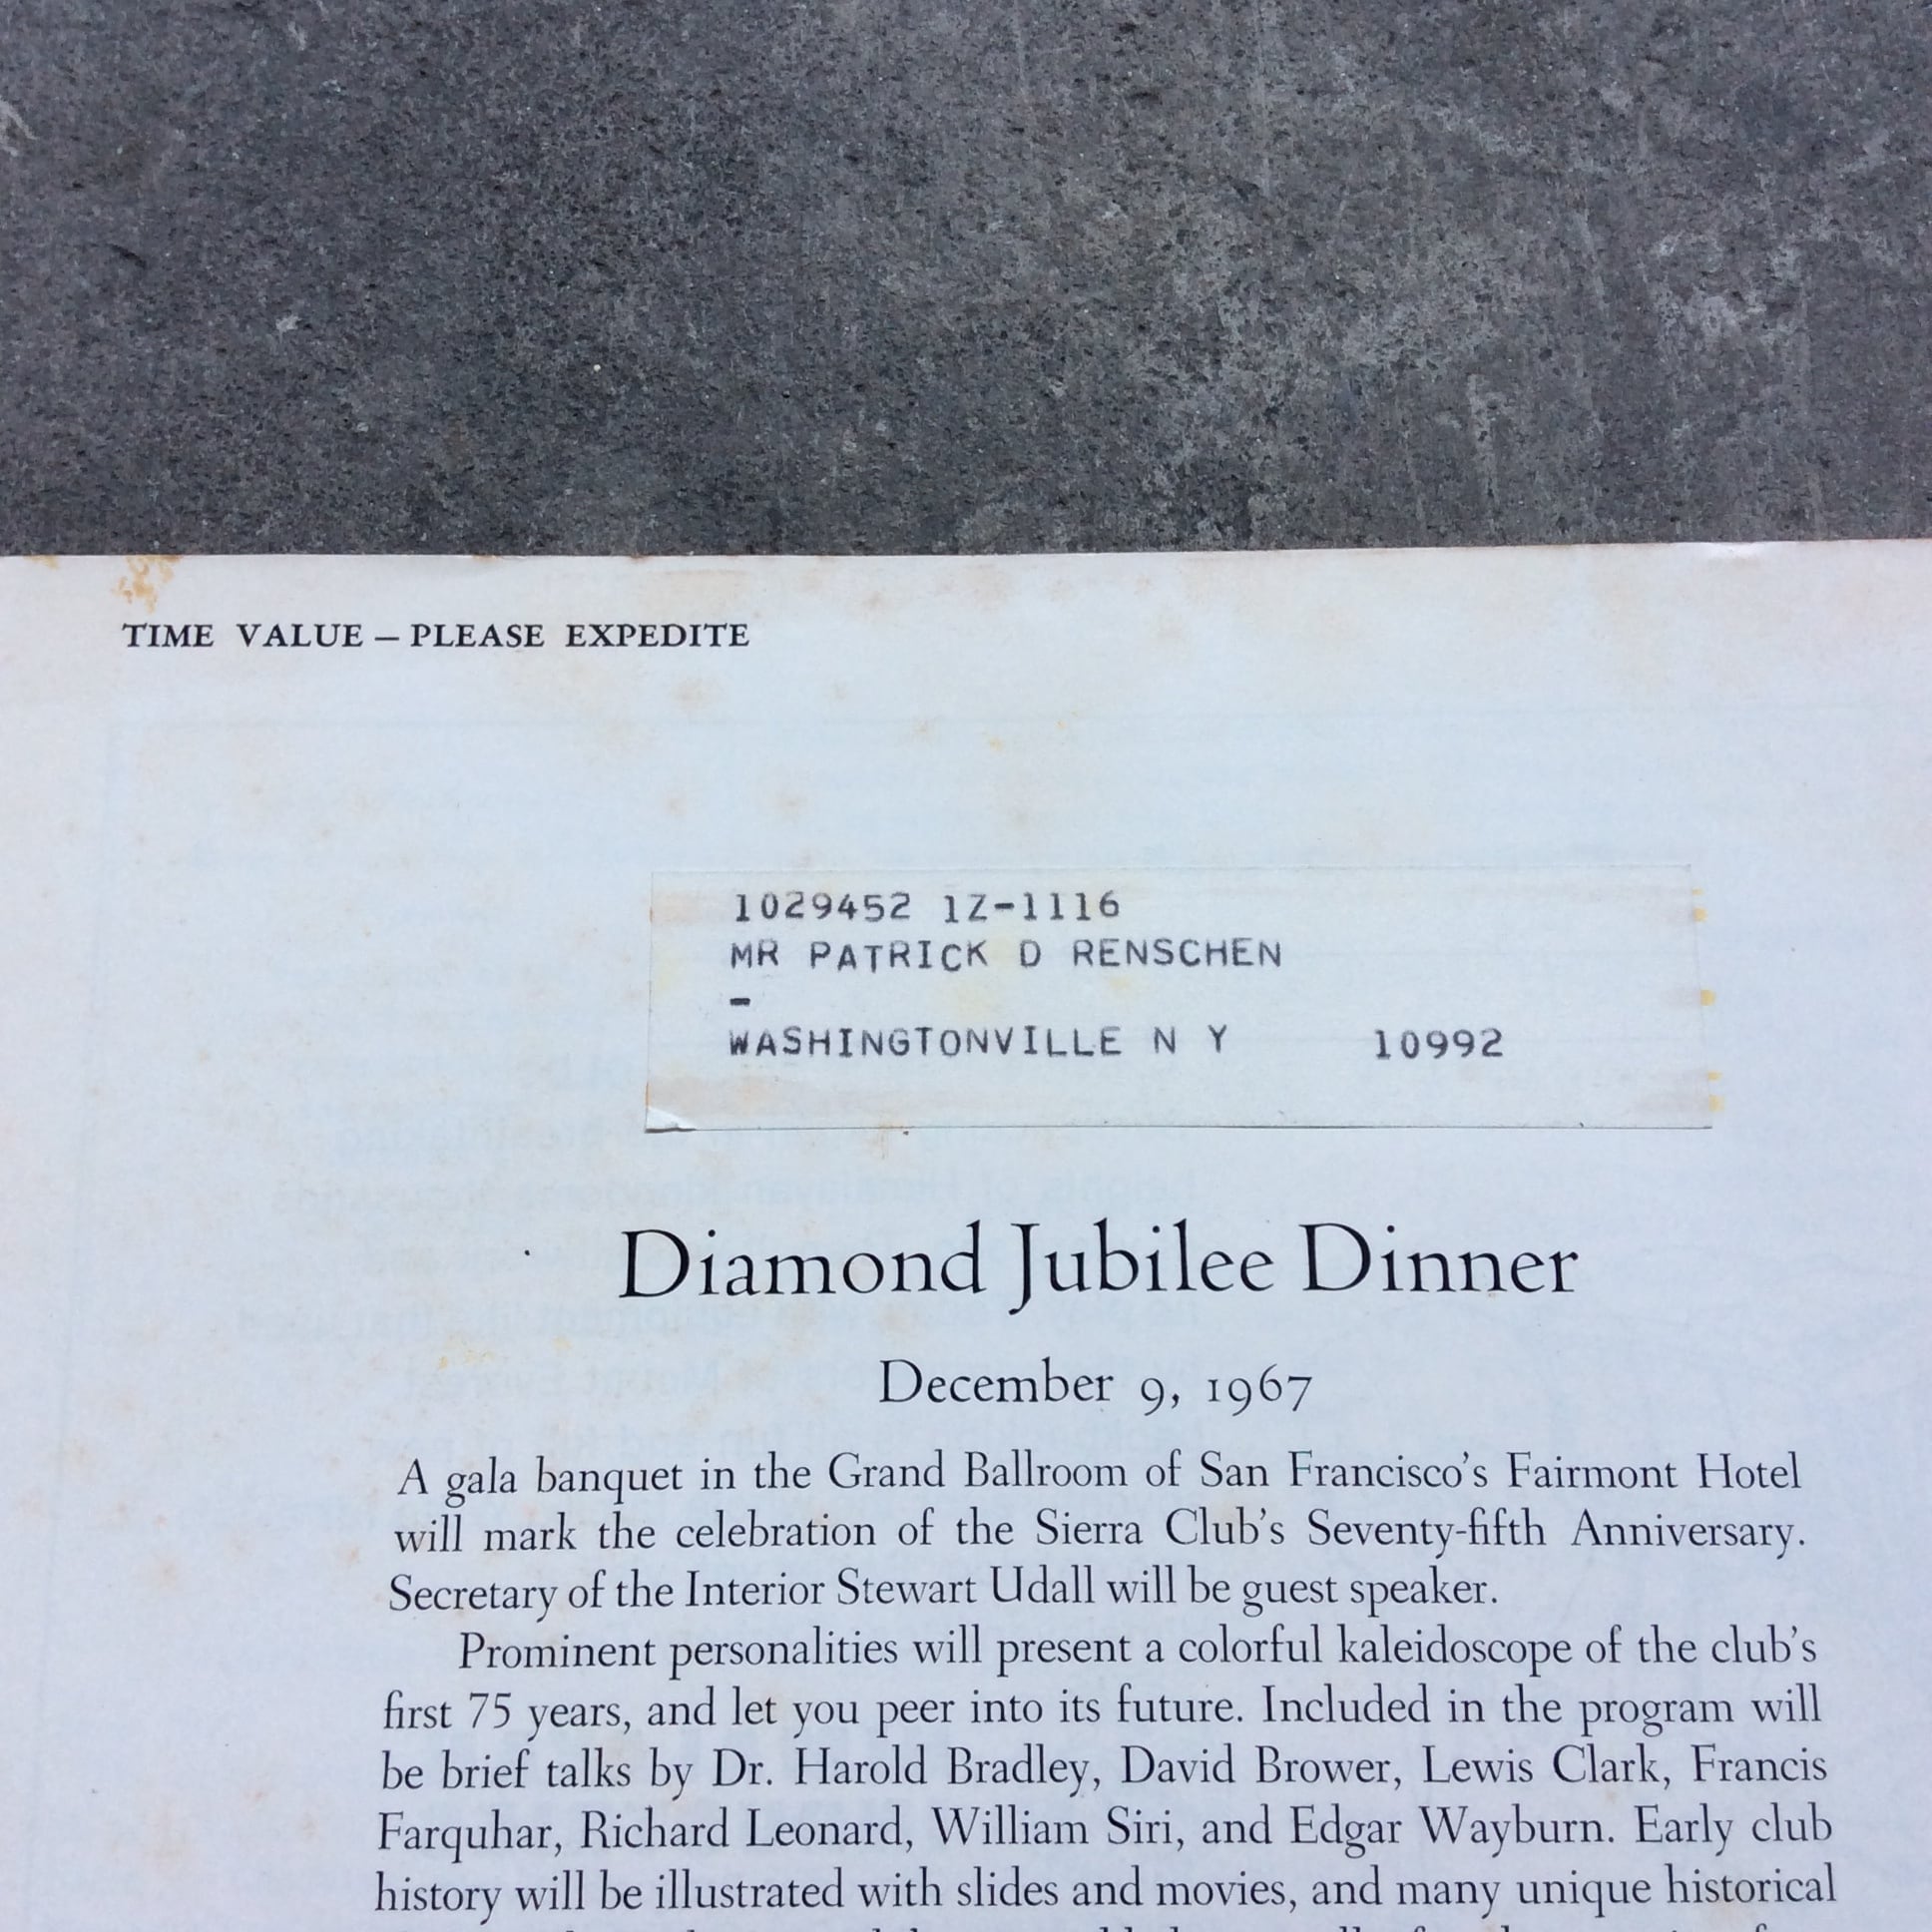 TIME VALUE – PLEASE EXPEDITE
1029452 1Z-1116
MR PATRICK D RENSCHEN
-
WASHINGTONVILLE N Y 10992
Diamond Jubilee Dinner
December 9, 1967
A gala banquet in the Grand Ballroom of San Francisco's Fairmont Hotel
will mark the celebration of the Sierra Club's Seventy-fifth Anniversary.
Secretary of the Interior Stewart Udall will be guest speaker.
Prominent personalities will present a colorful kaleidoscope of the club's
first 75 years, and let you peer into its future. Included in the program will
be brief talks by Dr. Harold Bradley, David Brower, Lewis Clark, Francis
Farquhar, Richard Leonard, William Siri, and Edgar Wayburn. Early club
history will be illustrated with slides and movies, and many unique historical